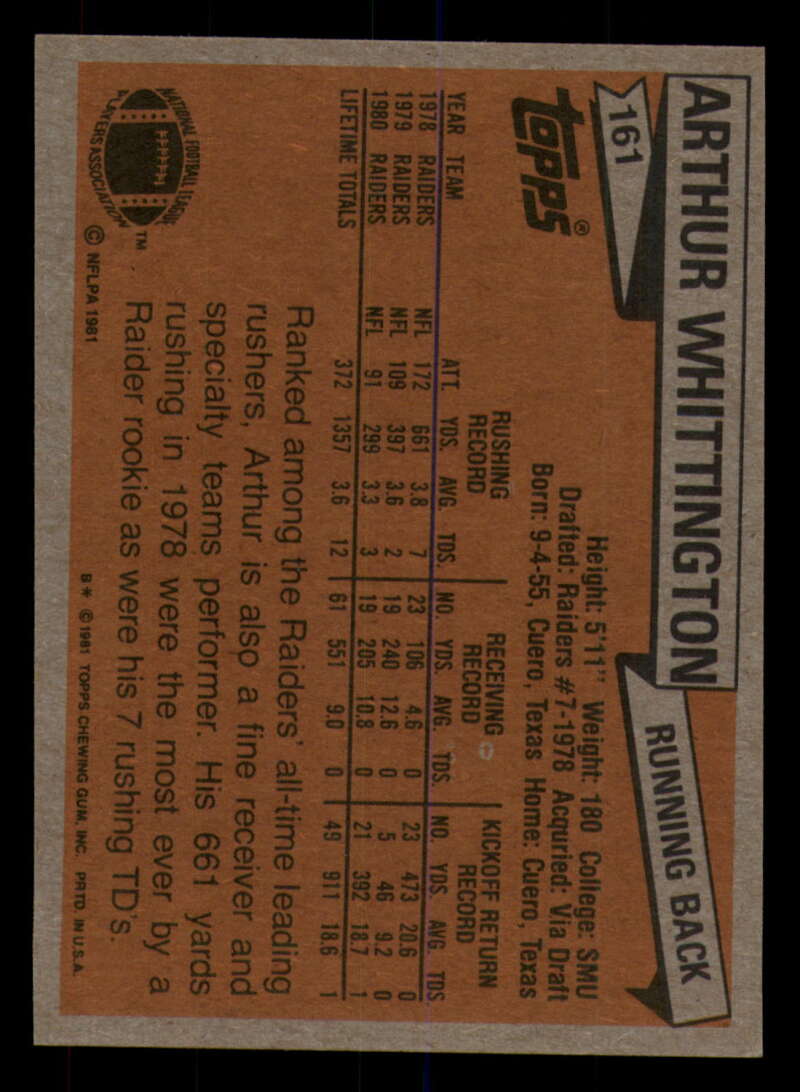 ARTHUR WHITTINGTON
RUNNING BACK
161
Topps®
Height: 5'11" Weight: 180 College: SMU
Drafted: Raiders #7-1978 Acquried: Via Draft
Born: 9-4-55, Cuero, Texas Home: Cuero, Texas
RUSHING RECORD RECEIVING RECORD KICKOFF RETURN RECORD
YEAR TEAM ATT. YDS. AVG. TDS. NO. YDS. AVG. TDS. NO. YDS. AVG. TDS
1978 RAIDERS NFL 172 661 3.8 7 23 106 4.6 0 23 473 20.6 0
1979 RAIDERS NFL 109 397 3.6 2 19 240 12.6 0 5 46 9.2 0
1980 RAIDERS NFL 91 299 3.3 3 19 205 10.8 0 21 392 18.7 1
LIFETIME TOTALS 372 1357 3.6 12 61 551 9.0 0 49 911 18.6 1
Ranked among the Raiders' all-time leading
rushers, Arthur is also a fine receiver and
specialty teams performer. His 661 yards
rushing in 1978 were the most ever by a
Raider rookie as were his 7 rushing TD's.
NATIONAL FOOTBALL LEAGUE
PLAYERS ASSOCIATION
TM
© NFLPA 1981
B* © 1981 TOPPS CHEWING GUM, INC. PRTD. IN U.S.A.